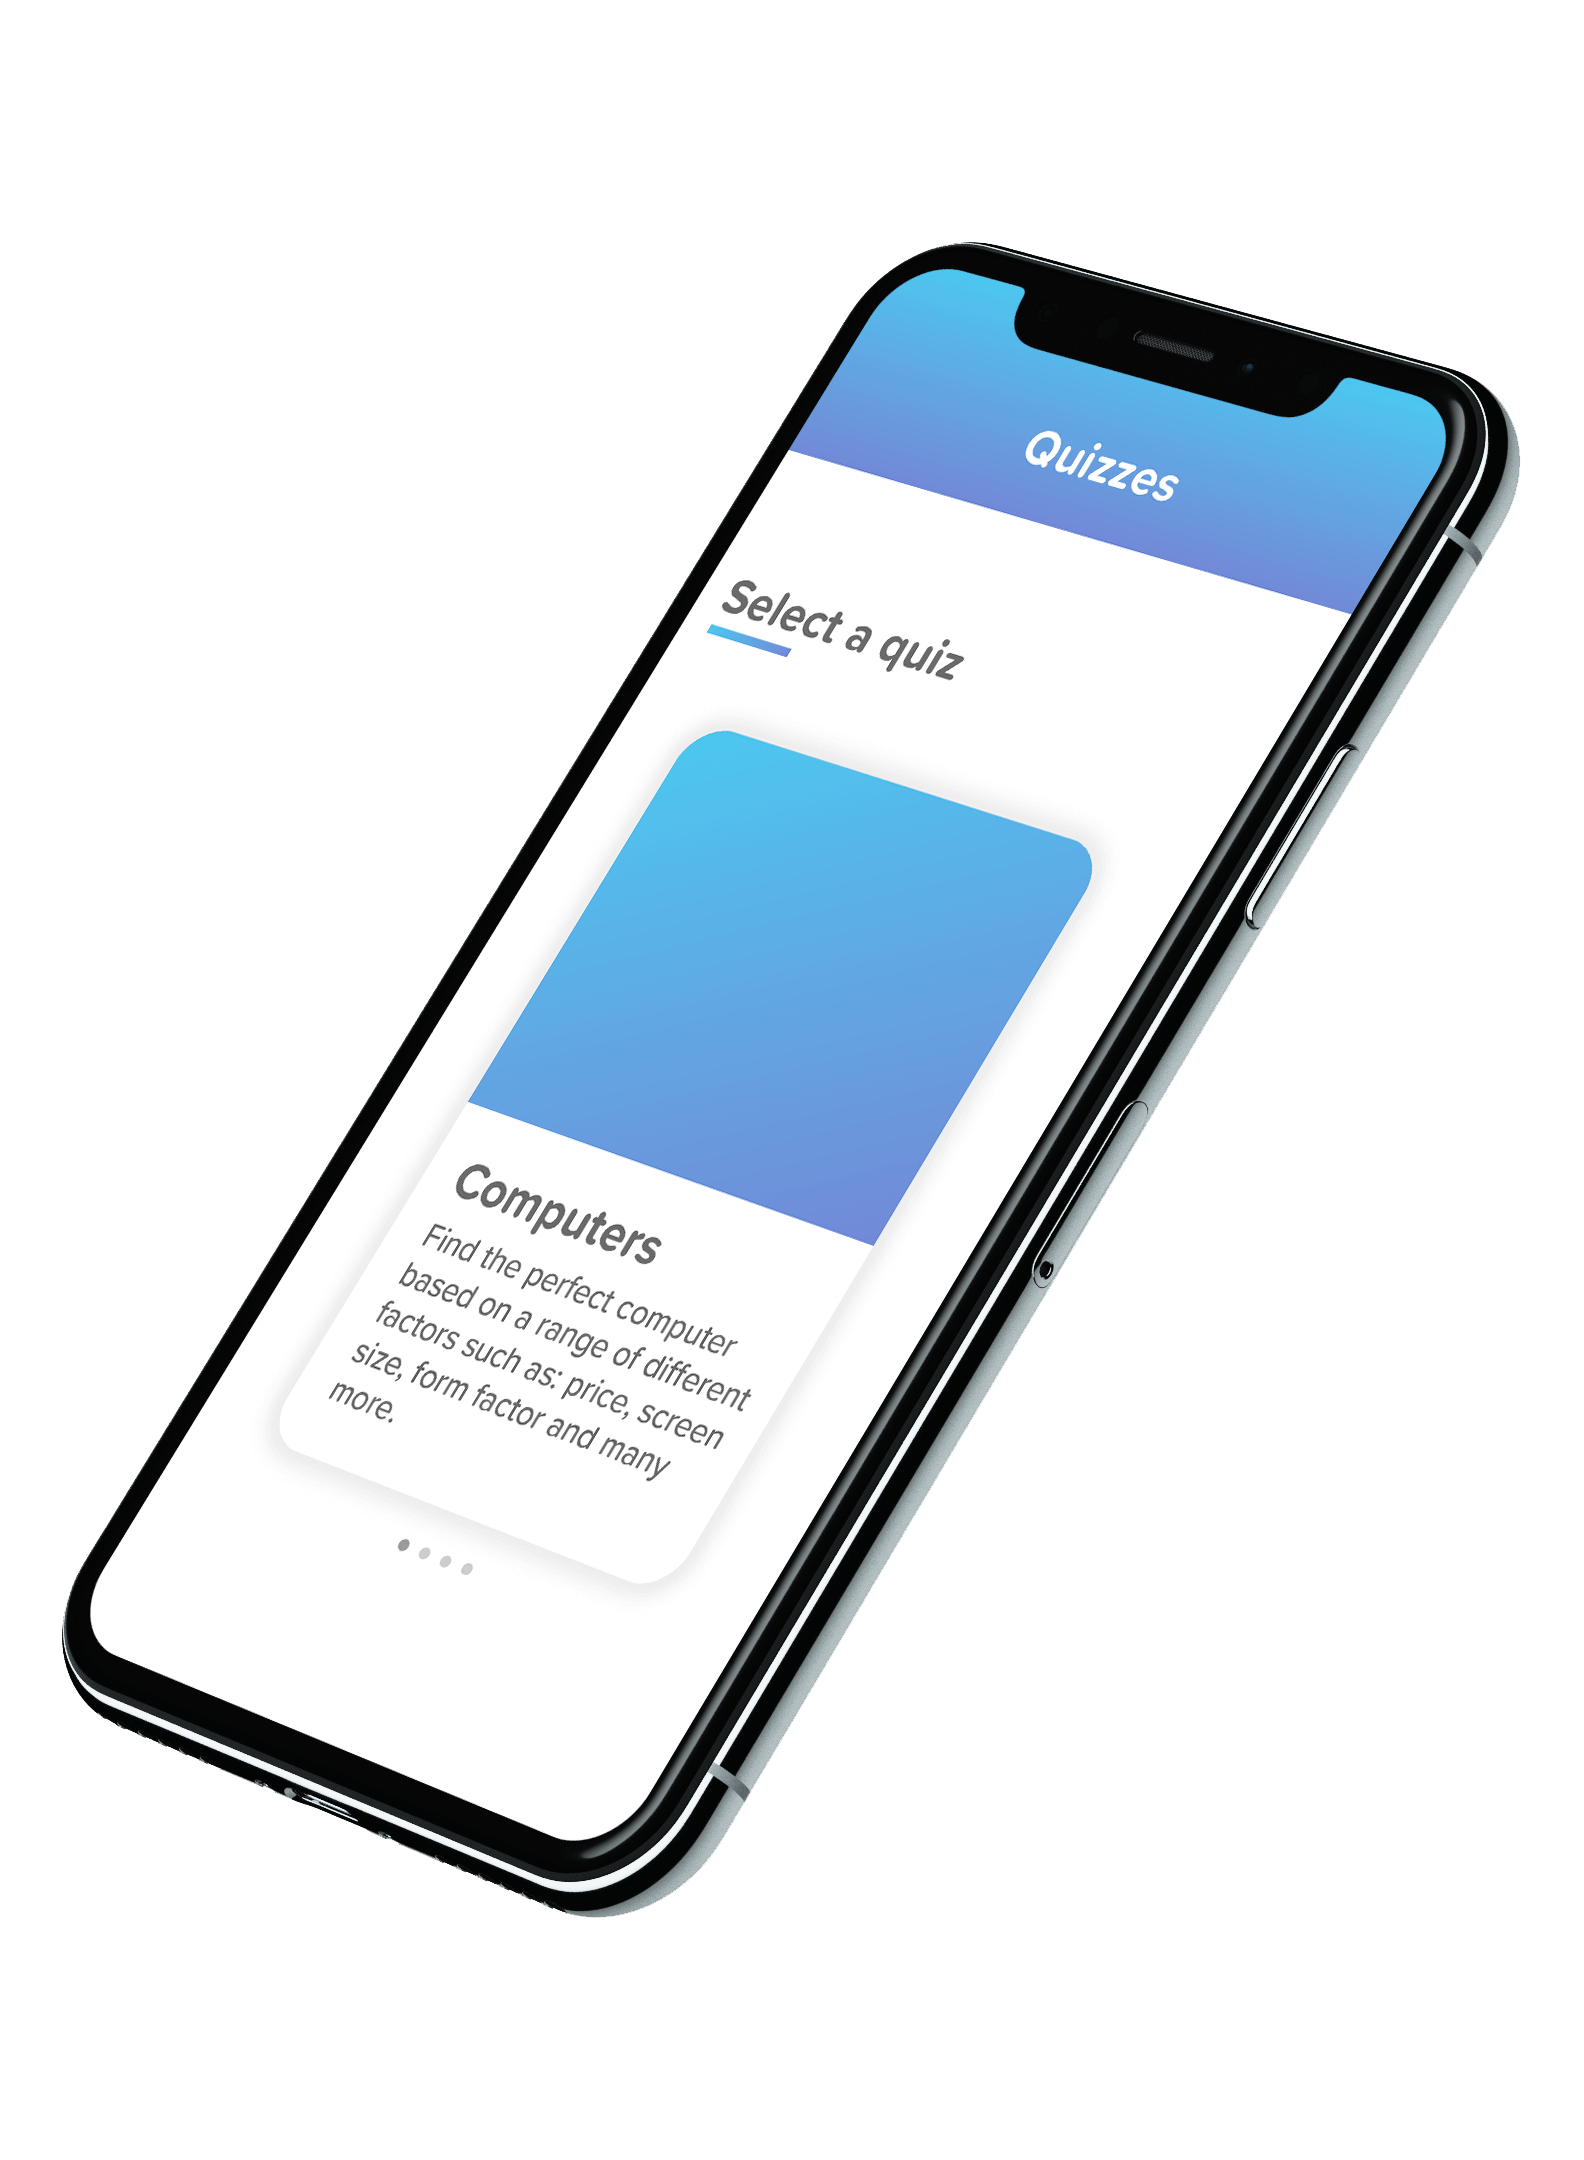 Quizzes
Select a quiz
Computers
Find the perfect computer
based on a range of different
factors such as: price, screen
size, form factor and many
more.